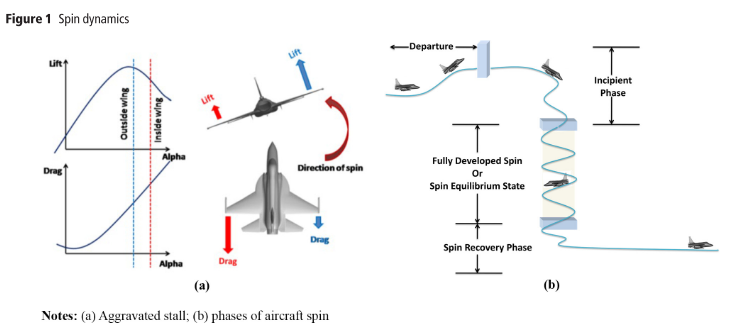 Figure 1 Spin dynamics
Lift
Outside wing
Inside wing
Alpha
Drag
Alpha
Lift
Lift
Direction of spin
Drag
Drag
(a)
Departure
Incipient
Phase
Fully Developed Spin
Or
Spin Equilibrium State
Spin Recovery Phase
(b)
Notes: (a) Aggravated stall; (b) phases of aircraft spin